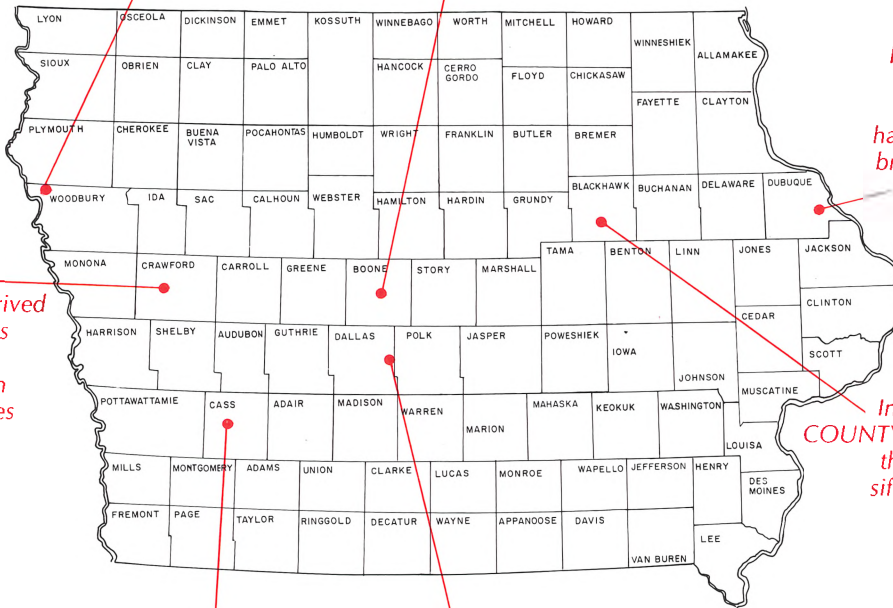 LYON OSCEOLA DICKINSON EMMET KOSSUTH WINNEBAGO WORTH MITCHELL HOWARD
WINNESHIEK ALLAMAKEE
SIOUX OBRIEN CLAY PALO ALTO HANCOCK CERRO
GORDO FLOYD CHICKASAW
FAYETTE CLAYTON
PLYMOUTH CHEROKEE BUENA
VISTA POCAHONTAS HUMBOLDT WRIGHT FRANKLIN BUTLER BREMER
ha
br
BLACKHAWK BUCHANAN DELAWARE DUBUQUE
WOODBURY IDA SAC CALHOUN WEBSTER HAMILTON HARDIN GRUNDY
TAMA BENTON LINN JONES JACKSON
MONONA CRAWFORD CARROLL GREENE BOONE STORY MARSHALL
rived
s
n
es
CLINTON
CEDAR
HARRISON SHELBY AUDUBON GUTHRIE DALLAS POLK JASPER POWESHIEK IOWA
SCOTT
JOHNSON
MUSCATINE
POTTAWATTAMIE CASS ADAIR MADISON WARREN MARION MAHASKA KEOKUK WASHINGTON
LOUISA
In
COUNTY
th
sif
MILLS MONTGOMERY ADAMS UNION CLARKE LUCAS MONROE WAPELLO JEFFERSON HENRY
DES
MOINES
FREMONT PAGE TAYLOR RINGGOLD DECATUR WAYNE APPANOOSE DAVIS
LEE
VAN BUREN